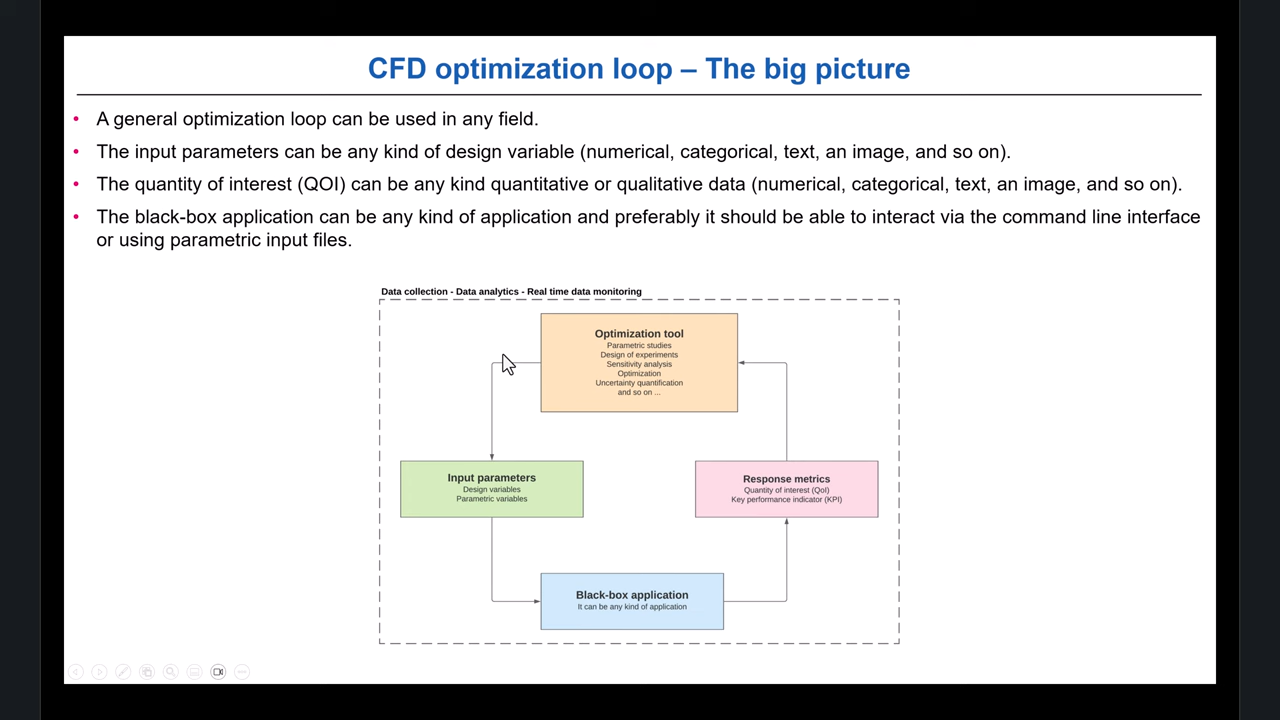 CFD optimization loop – The big picture
• A general optimization loop can be used in any field.
• The input parameters can be any kind of design variable (numerical, categorical, text, an image, and so on).
• The quantity of interest (QOI) can be any kind quantitative or qualitative data (numerical, categorical, text, an image, and so on).
• The black-box application can be any kind of application and preferably it should be able to interact via the command line interface
or using parametric input files.
Data collection - Data analytics - Real time data monitoring
Optimization tool
Parametric studies
Design of experiments
Sensitivity analysis
Optimization
Uncertainty quantification
and so on ...
Input parameters
Design variables
Parametric variables
Response metrics
Quantity of interest (QoI)
Key performance indicator (KPI)
Black-box application
It can be any kind of application